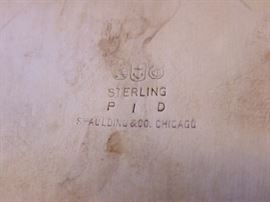 STERLING
P I D
SPAULDING & CO. CHICAGO